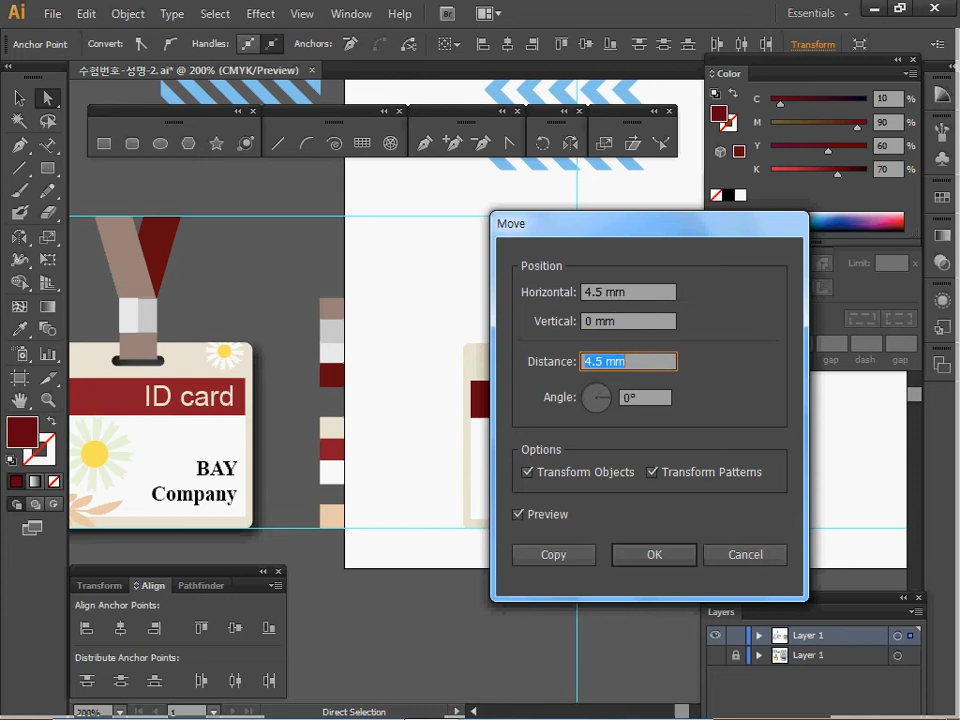 Ai File Edit Object Type Select Effect View Window Help Br Essentials
Anchor Point Convert: Handles: Anchors: Transform
수험번호-성명-2.ai* @ 200% (CMYK/Preview)
Color
C 10 %
M 90 %
Y 60 %
K 70 %
Move
Position
Horizontal: 4.5 mm
Limit: x
Vertical: 0 mm
Distance: 4.5 mm
dash gap dash gap
Angle: 0°
ID card
Options
Transform Objects Transform Patterns
BAY
Company
Preview
Copy OK Cancel
Transform Align Pathfinder
Align Anchor Points:
Distribute Anchor Points:
Layers
Layer 1
Layer 1
200% 1 Direct Selection